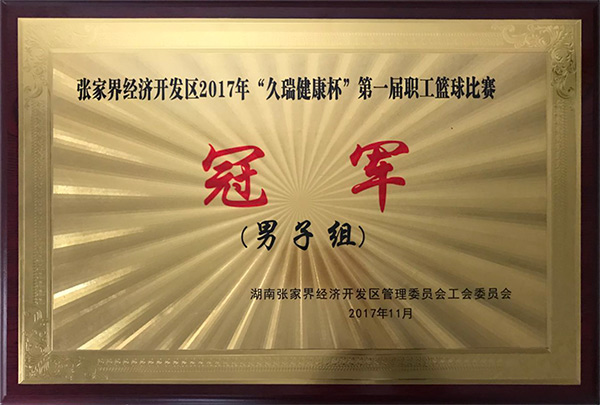 张家界经济开发区2017年“久瑞健康杯”第一届职工篮球比赛
冠军
(男子组)
湖南张家界经济开发区管理委员会工会委员会
2017年11月